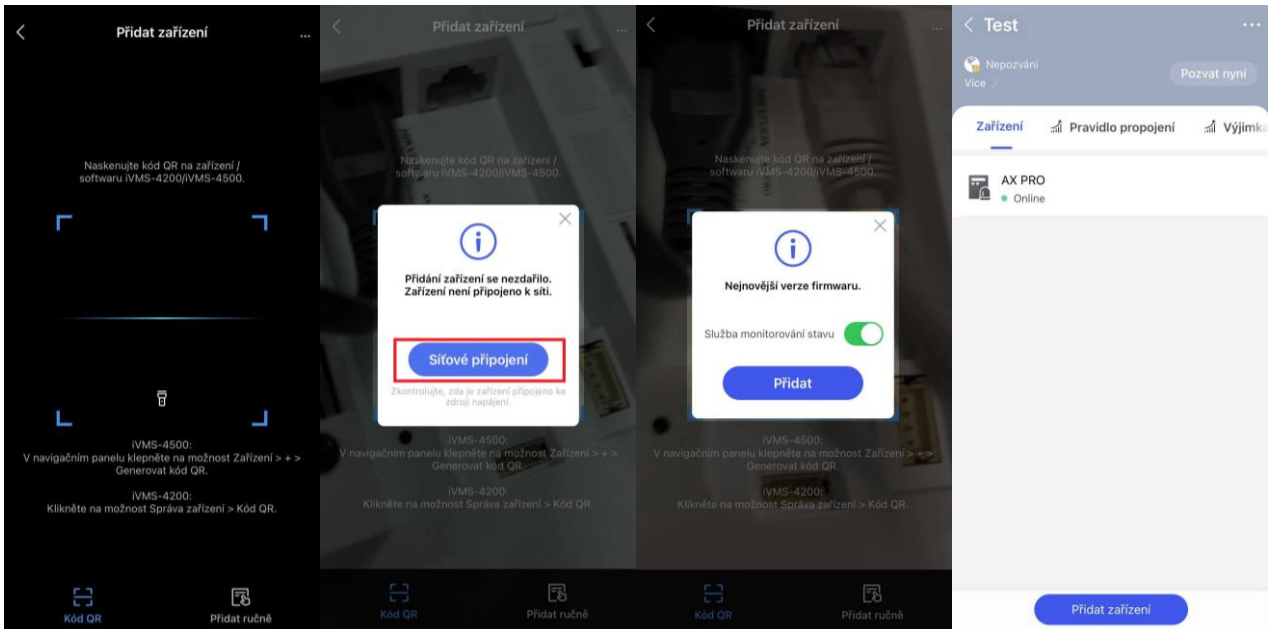 Přidat zařízení
...
Naskenujte kód QR na zařízení /
softwaru iVMS-4200/iVMS-4500.
iVMS-4500:
V navigačním panelu klepněte na možnost Zařízení > + >
Generovat kód QR.
iVMS-4200:
Klikněte na možnost Správa zařízení > Kód QR.
Kód QR
Přidat ručně
Přidat zařízení
...
Naskenujte kód QR na zařízení /
softwaru iVMS-4200/iVMS-4500.
Přidání zařízení se nezdařilo.
Zařízení není připojeno k síti.
Síťové připojení
Zkontrolujte, zda je zařízení připojeno ke
zdroji napájení.
iVMS-4500:
V navigačním panelu klepněte na možnost Zařízení > + >
Generovat kód QR.
iVMS-4200:
Klikněte na možnost Správa zařízení > Kód QR.
Kód QR
Přidat ručně
Přidat zařízení
...
Naskenujte kód QR na zařízení /
softwaru iVMS-4200/iVMS-4500.
Nejnovější verze firmwaru.
Služba monitorování stavu
Přidat
iVMS-4500:
V navigačním panelu klepněte na možnost Zařízení > + >
Generovat kód QR.
iVMS-4200:
Klikněte na možnost Správa zařízení > Kód QR.
Kód QR
Přidat ručně
Test
...
Nepozváni
Více >
Pozvat nyní
Zařízení
Pravidlo propojení
Výjimka
AX PRO
Online
Přidat zařízení